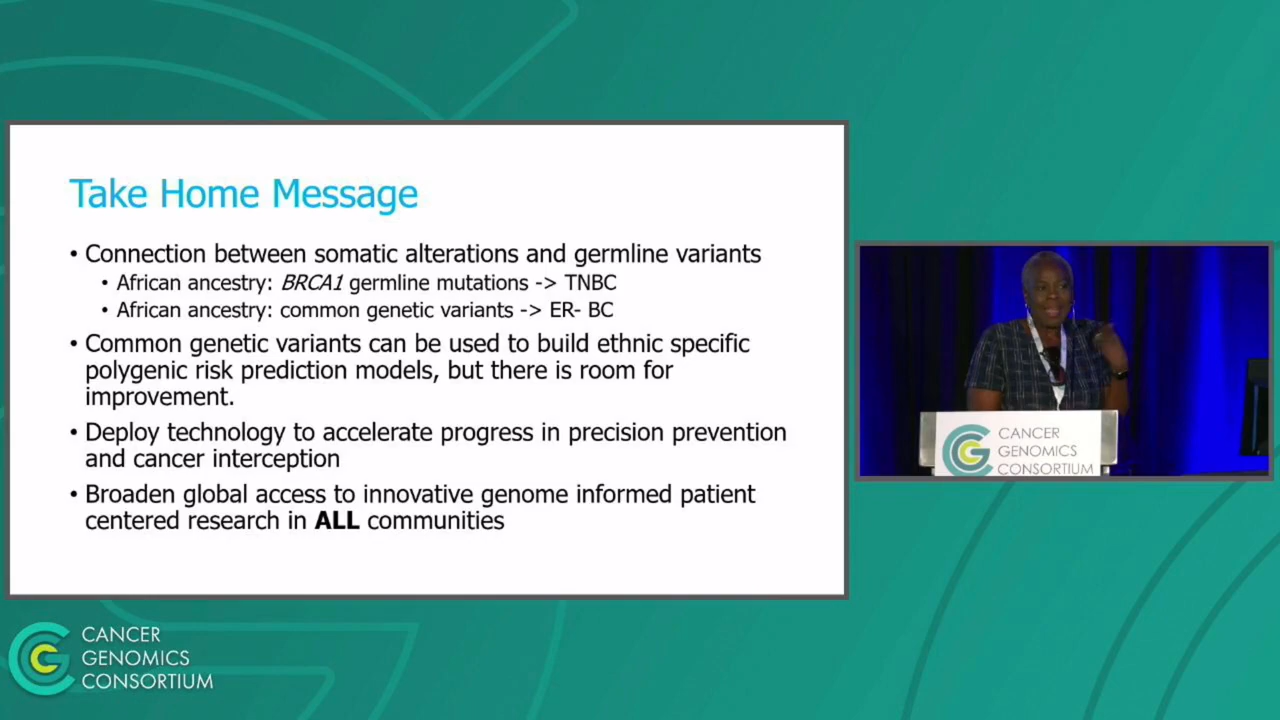 Take Home Message
• Connection between somatic alterations and germline variants
• African ancestry: BRCA1 germline mutations -> TNBC
• African ancestry: common genetic variants -> ER- BC
• Common genetic variants can be used to build ethnic specific
polygenic risk prediction models, but there is room for
improvement.
• Deploy technology to accelerate progress in precision prevention
and cancer interception
• Broaden global access to innovative genome informed patient
centered research in ALL communities
CANCER
GENOMICS
CONSORTIUM
CANCER
GENOMICS
CONSORTIUM